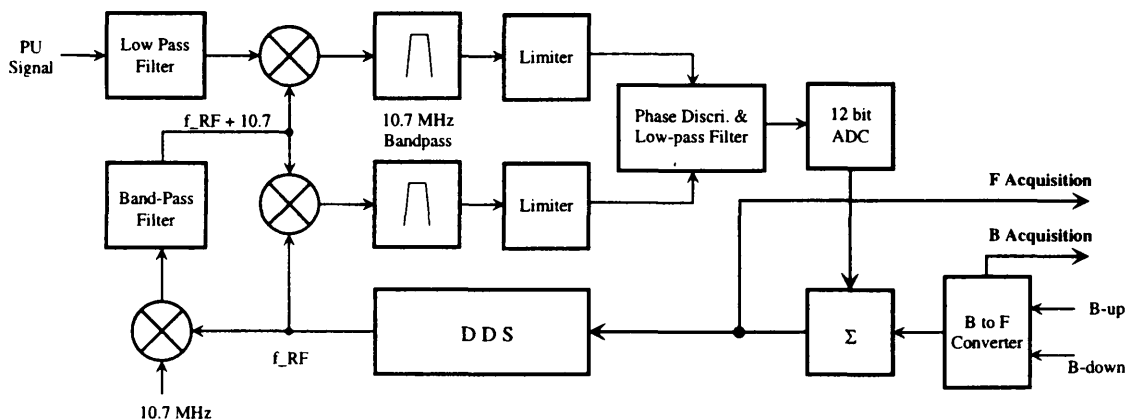 PU
Signal
Low Pass
Filter
Limiter
Phase Discri. &
Low-pass Filter
12 bit
ADC
f_RF + 10.7
10.7 MHz
Bandpass
Band-Pass
Filter
Limiter
F Acquisition
B Acquisition
D D S
Σ
B to F
Converter
B-up
B-down
f_RF
10.7 MHz